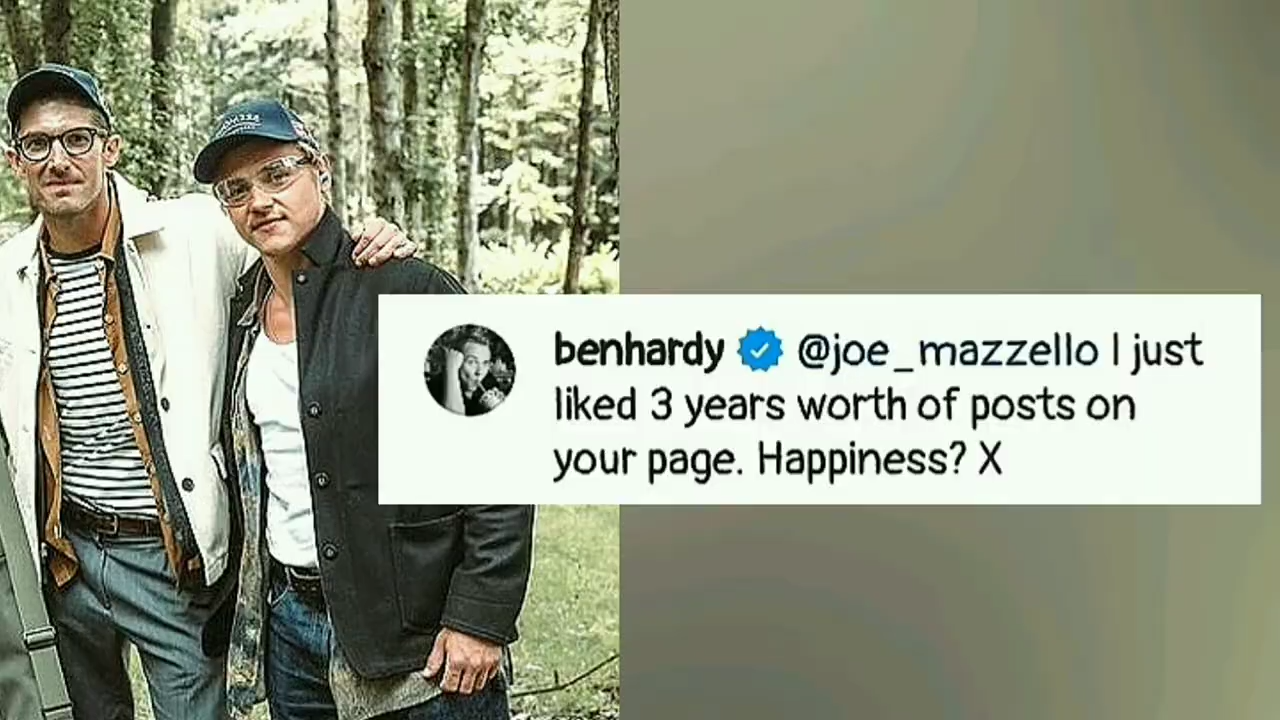 benhardy @joe_mazzello I just
liked 3 years worth of posts on
your page. Happiness? X